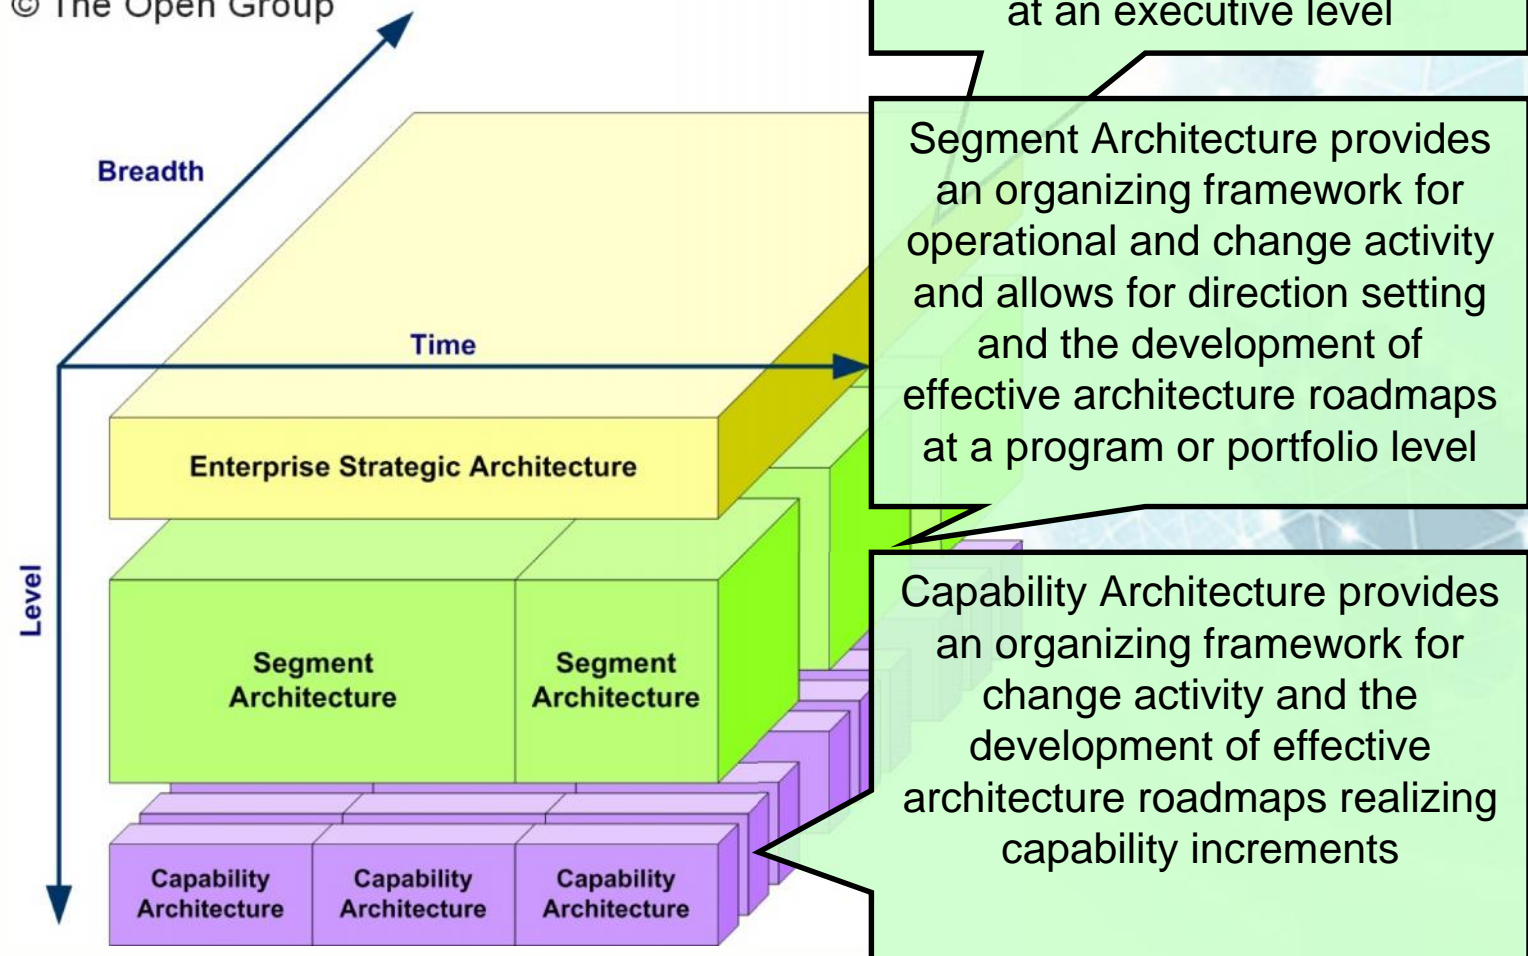 © The Open Group
at an executive level
Breadth
Segment Architecture provides
an organizing framework for
operational and change activity
and allows for direction setting
and the development of
effective architecture roadmaps
at a program or portfolio level
Time
Enterprise Strategic Architecture
Level
Segment
Architecture
Segment
Architecture
Capability Architecture provides
an organizing framework for
change activity and the
development of effective
architecture roadmaps realizing
capability increments
Capability
Architecture
Capability
Architecture
Capability
Architecture